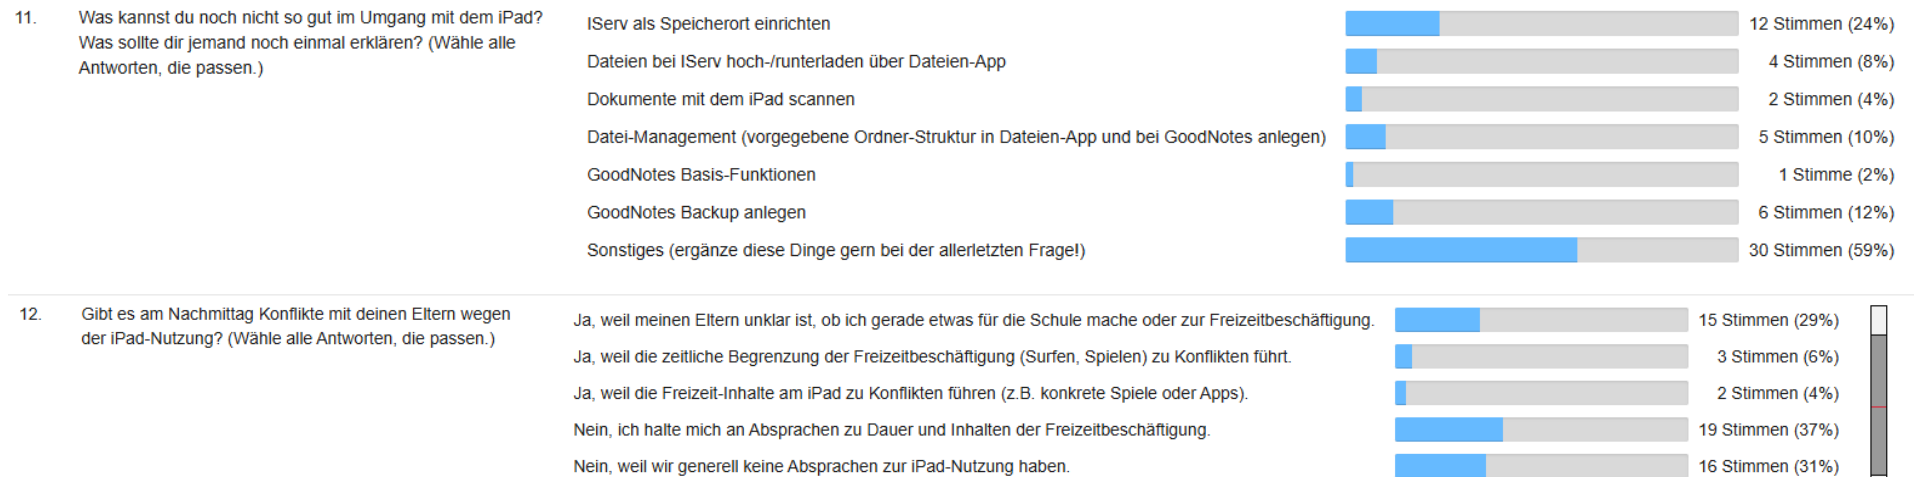 11. Was kannst du noch nicht so gut im Umgang mit dem iPad?
Was sollte dir jemand noch einmal erklären? (Wähle alle
Antworten, die passen.)
IServ als Speicherort einrichten 12 Stimmen (24%)
Dateien bei IServ hoch-/runterladen über Dateien-App 4 Stimmen (8%)
Dokumente mit dem iPad scannen 2 Stimmen (4%)
Datei-Management (vorgegebene Ordner-Struktur in Dateien-App und bei GoodNotes anlegen) 5 Stimmen (10%)
GoodNotes Basis-Funktionen 1 Stimme (2%)
GoodNotes Backup anlegen 6 Stimmen (12%)
Sonstiges (ergänze diese Dinge gern bei der allerletzten Frage!) 30 Stimmen (59%)
12. Gibt es am Nachmittag Konflikte mit deinen Eltern wegen
der iPad-Nutzung? (Wähle alle Antworten, die passen.)
Ja, weil meinen Eltern unklar ist, ob ich gerade etwas für die Schule mache oder zur Freizeitbeschäftigung. 15 Stimmen (29%)
Ja, weil die zeitliche Begrenzung der Freizeitbeschäftigung (Surfen, Spielen) zu Konflikten führt. 3 Stimmen (6%)
Ja, weil die Freizeit-Inhalte am iPad zu Konflikten führen (z.B. konkrete Spiele oder Apps). 2 Stimmen (4%)
Nein, ich halte mich an Absprachen zu Dauer und Inhalten der Freizeitbeschäftigung. 19 Stimmen (37%)
Nein, weil wir generell keine Absprachen zur iPad-Nutzung haben. 16 Stimmen (31%)